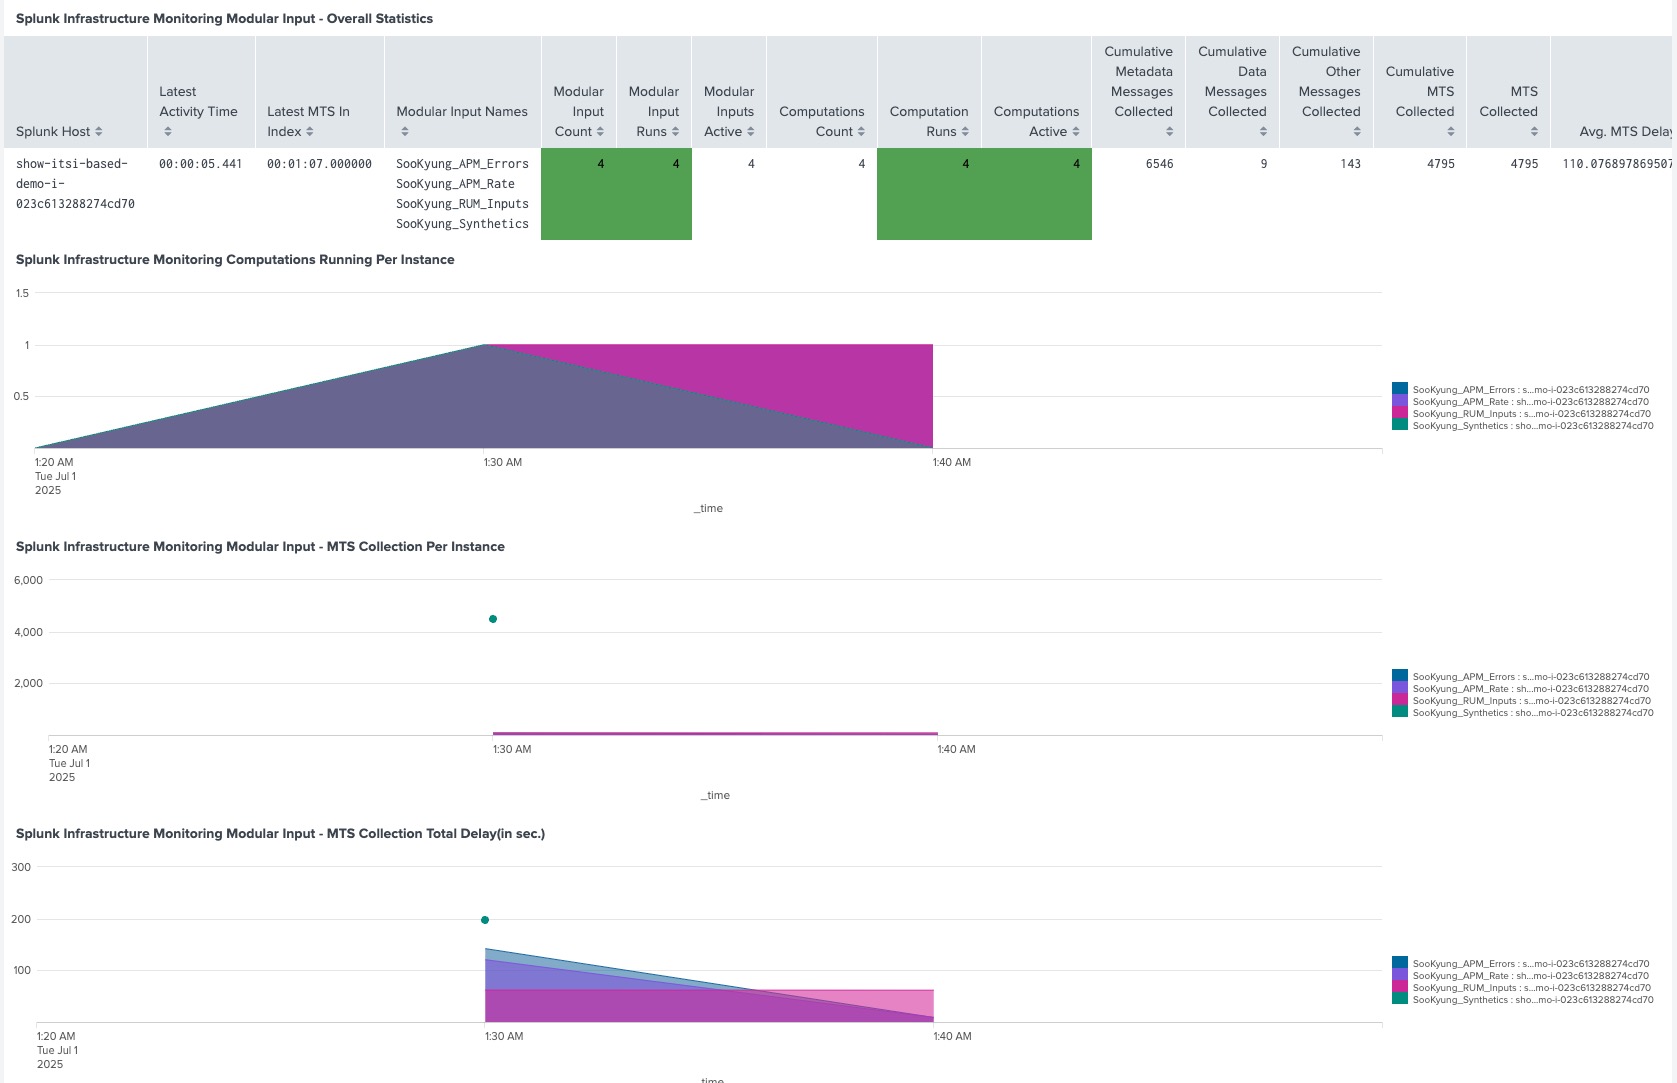 Splunk Infrastructure Monitoring Modular Input - Overall Statistics
Splunk Host
Latest
Activity Time
Latest MTS In
Index
Modular Input Names
Modular
Input
Count
Modular
Input
Runs
Modular
Inputs
Active
Computations
Count
Computation
Runs
Computations
Active
Cumulative
Metadata
Messages
Collected
Cumulative
Data
Messages
Collected
Cumulative
Other
Messages
Collected
Cumulative
MTS
Collected
MTS
Collected
Avg. MTS Delay
show-itsi-based-
demo-i-
023c613288274cd70
00:00:05.441
00:01:07.000000
SooKyung_APM_Errors
SooKyung_APM_Rate
SooKyung_RUM_Inputs
SooKyung_Synthetics
4
4
4
4
4
4
6546
9
143
4795
4795
110.076897869507
Splunk Infrastructure Monitoring Computations Running Per Instance
1.5
1
0.5
1:20 AM
Tue Jul 1
2025
1:30 AM
1:40 AM
_time
SooKyung_APM_Errors : s...mo-i-023c613288274cd70
SooKyung_APM_Rate : sh...mo-i-023c613288274cd70
SooKyung_RUM_Inputs : s...mo-i-023c613288274cd70
SooKyung_Synthetics : sho...mo-i-023c613288274cd70
Splunk Infrastructure Monitoring Modular Input - MTS Collection Per Instance
6,000
4,000
2,000
1:20 AM
Tue Jul 1
2025
1:30 AM
1:40 AM
_time
SooKyung_APM_Errors : s...mo-i-023c613288274cd70
SooKyung_APM_Rate : sh...mo-i-023c613288274cd70
SooKyung_RUM_Inputs : s...mo-i-023c613288274cd70
SooKyung_Synthetics : sho...mo-i-023c613288274cd70
Splunk Infrastructure Monitoring Modular Input - MTS Collection Total Delay(in sec.)
300
200
100
1:20 AM
Tue Jul 1
2025
1:30 AM
1:40 AM
_time
SooKyung_APM_Errors : s...mo-i-023c613288274cd70
SooKyung_APM_Rate : sh...mo-i-023c613288274cd70
SooKyung_RUM_Inputs : s...mo-i-023c613288274cd70
SooKyung_Synthetics : sho...mo-i-023c613288274cd70